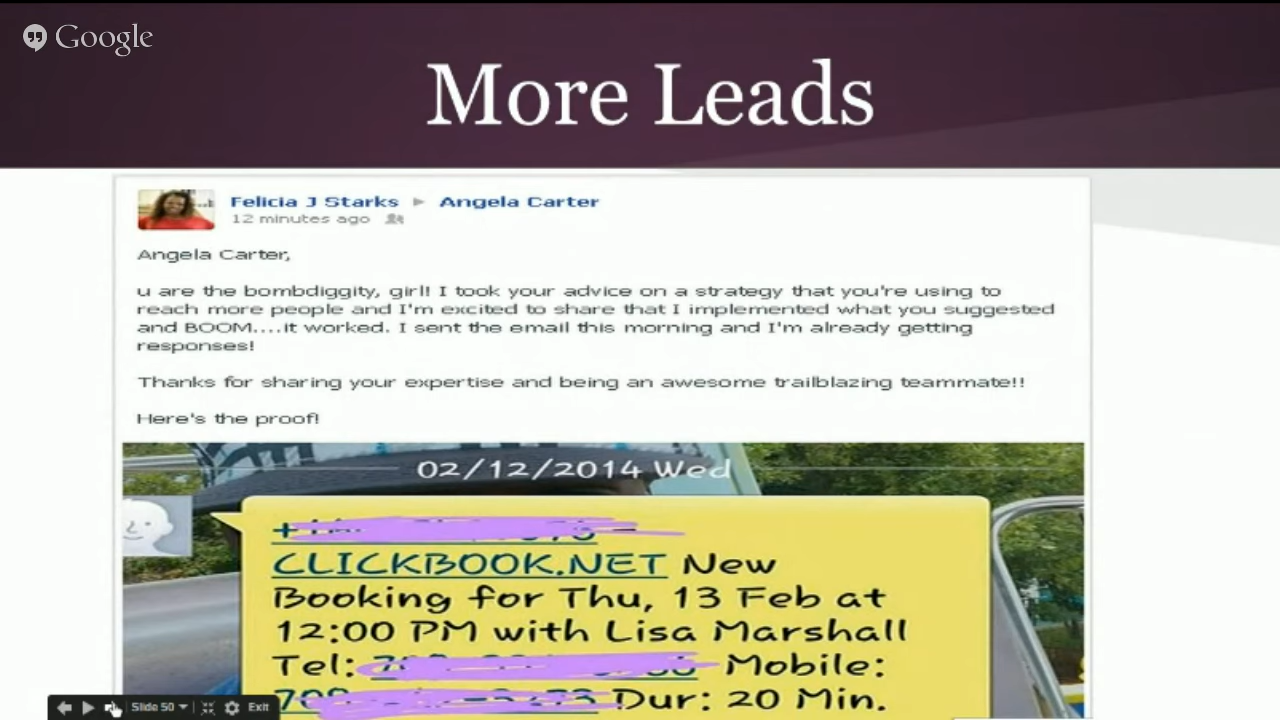 Google
More Leads
Felicia J Starks ▶ Angela Carter
12 minutes ago
Angela Carter,
u are the bombdiggity, girl! I took your advice on a strategy that you're using to
reach more people and I'm excited to share that I implemented what you suggested
and BOOM....it worked. I sent the email this morning and I'm already getting
responses!
Thanks for sharing your expertise and being an awesome trailblazing teammate!!
Here's the proof!
02/12/2014 Wed
CLICKBOOK.NET New
Booking for Thu, 13 Feb at
12:00 PM with Lisa Marshall
Tel: Mobile:
Dur: 20 Min.
Slide 50 Exit